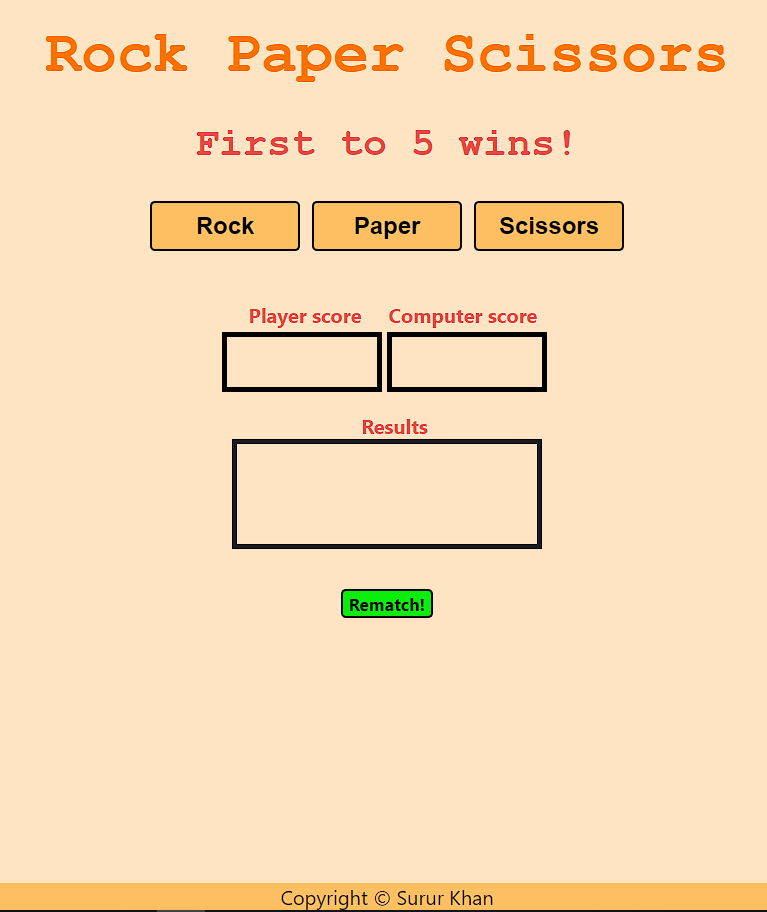 Rock Paper Scissors
First to 5 wins!
Rock Paper Scissors
Player score Computer score
Results
Rematch!
Copyright © Surur Khan